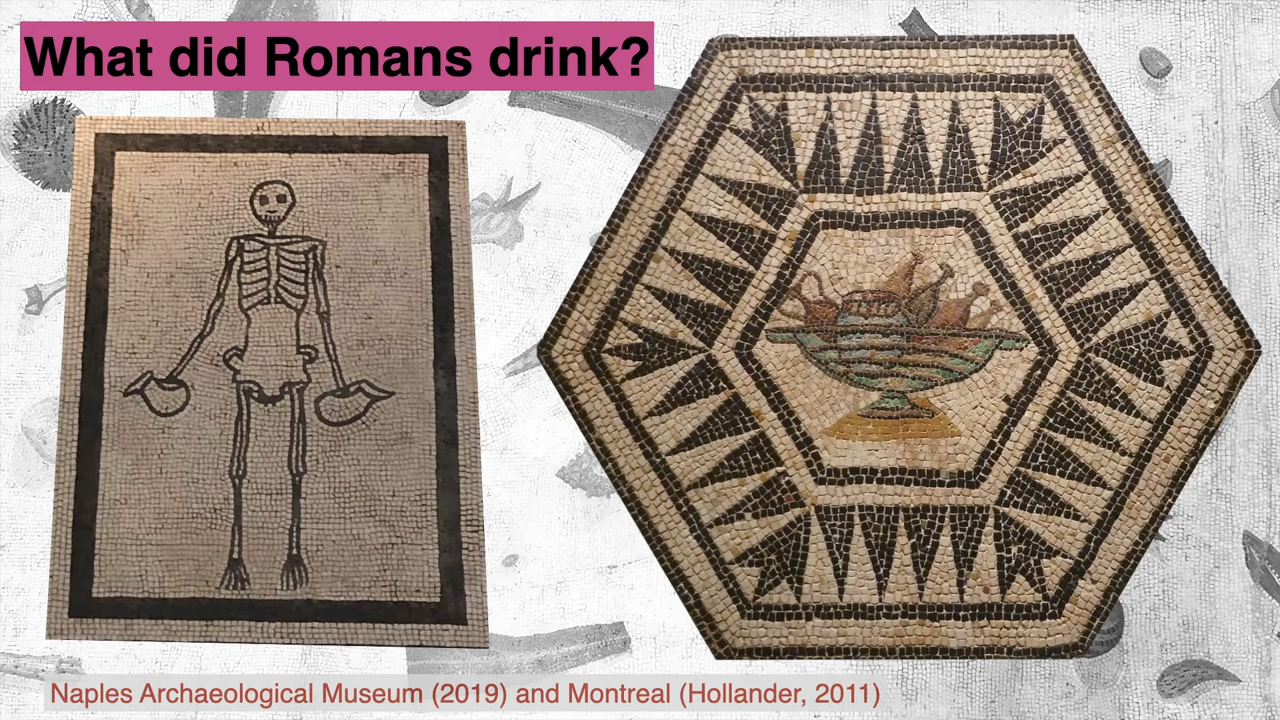 What did Romans drink?
Naples Archaeological Museum (2019) and Montreal (Hollander, 2011)